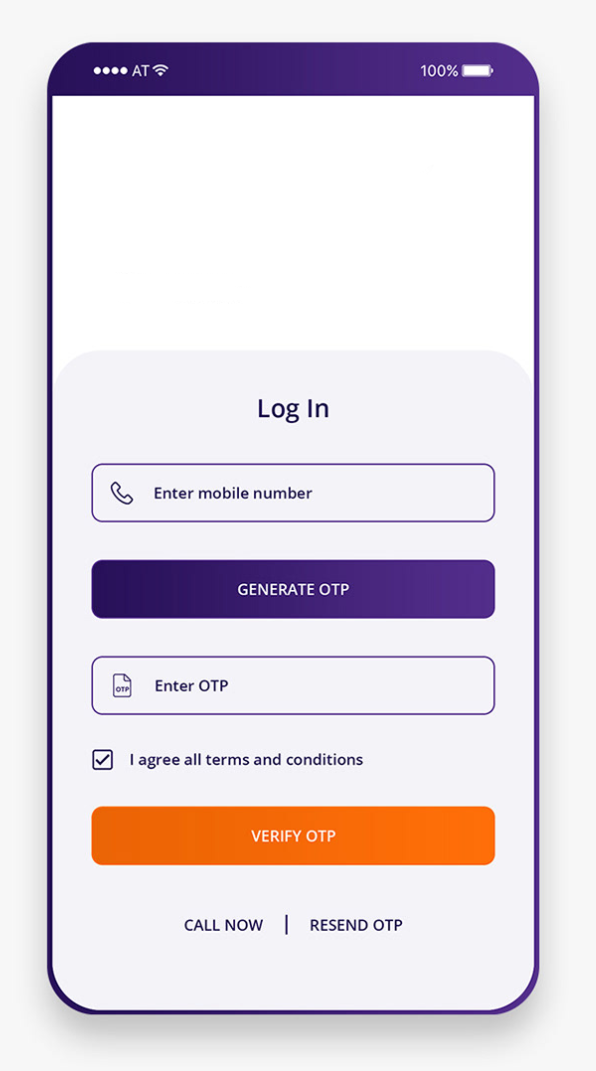 AT 100%
Log In
Enter mobile number
GENERATE OTP
OTP
Enter OTP
I agree all terms and conditions
VERIFY OTP
CALL NOW | RESEND OTP